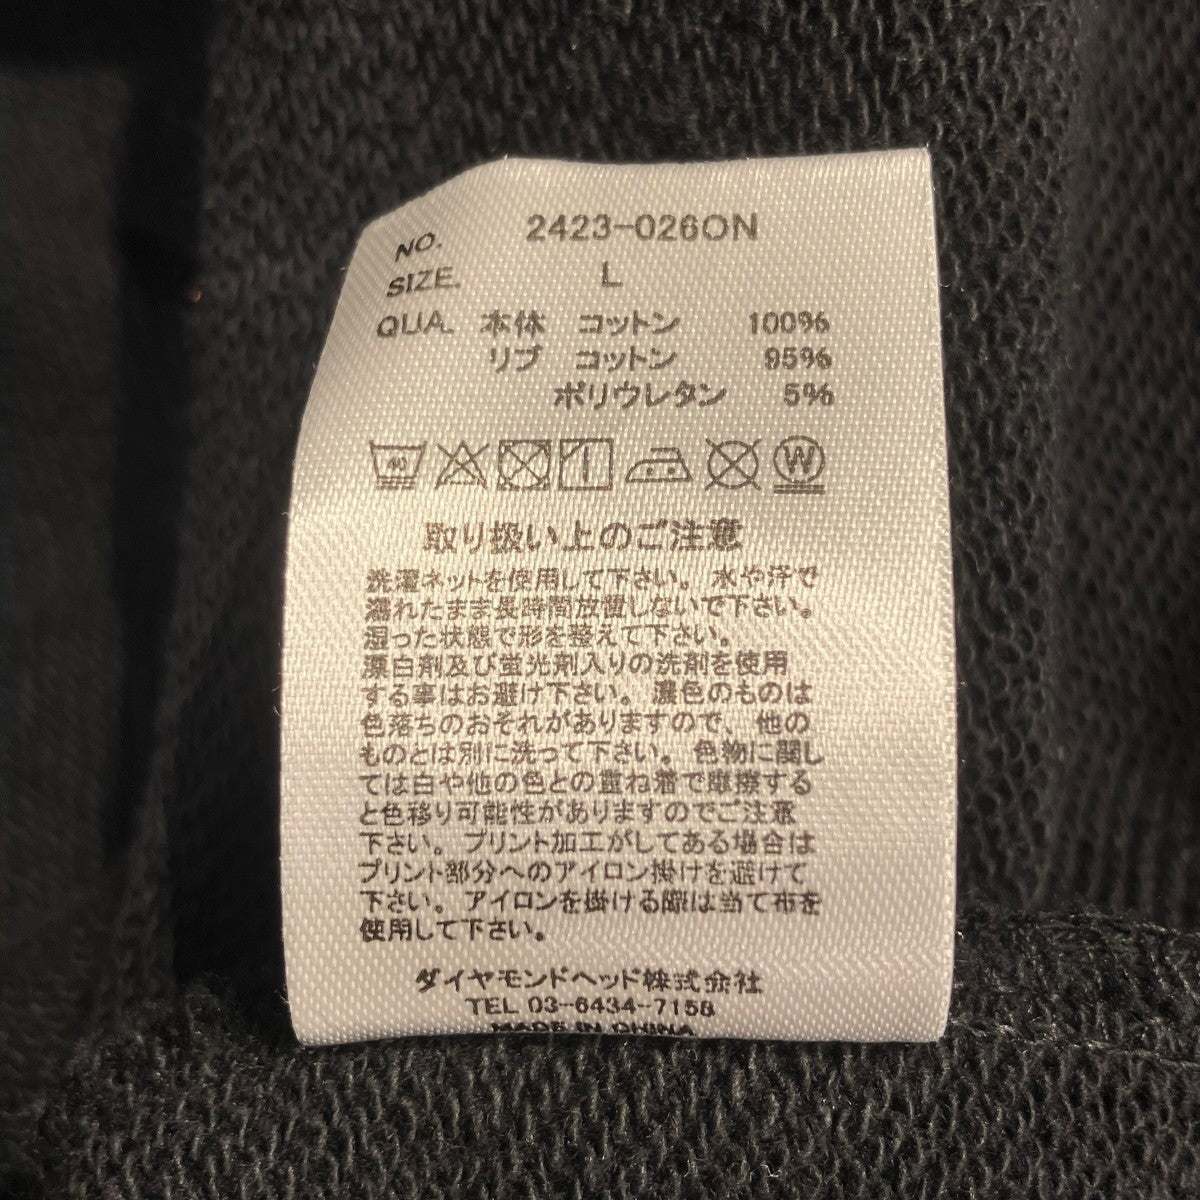 NO. 2423-026ON
SIZE. L
QUA. 本体 コットン 100%
リブ コットン 95%
ポリウレタン 5%
40 W
取り扱い上のご注意
洗濯ネットを使用して下さい。水や汗で
濡れたまま長時間放置しないで下さい。
湿った状態で形を整えて下さい。
漂白剤及び蛍光剤入りの洗剤を使用
する事はお避け下さい。濃色のものは
色落ちのおそれがありますので、他の
ものとは別に洗って下さい。色物に関し
ては白や他の色との重ね着で摩擦する
と色移り可能性がありますのでご注意
下さい。プリント加工がしてある場合は
プリント部分へのアイロン掛けを避けて
下さい。アイロンを掛ける際は当て布を
使用して下さい。
ダイヤモンドヘッド株式会社
TEL 03-6434-7158
MADE IN CHINA